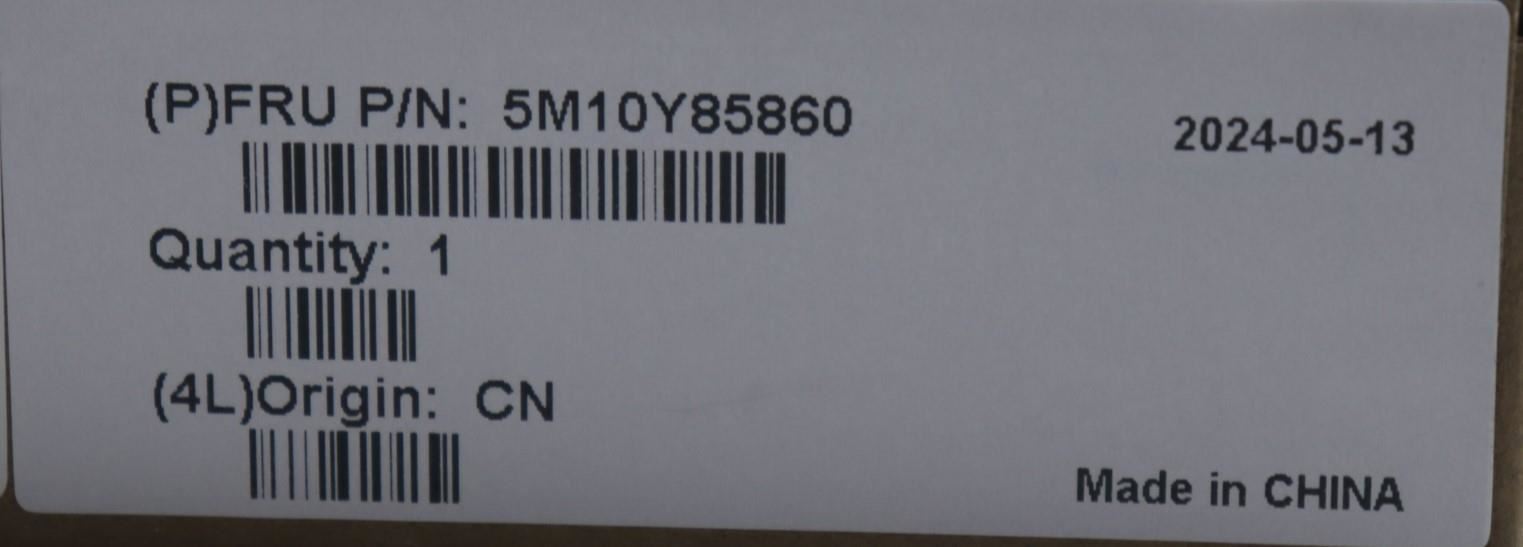 (P)FRU P/N: 5M10Y85860
2024-05-13
Quantity: 1
(4L)Origin: CN
Made in CHINA